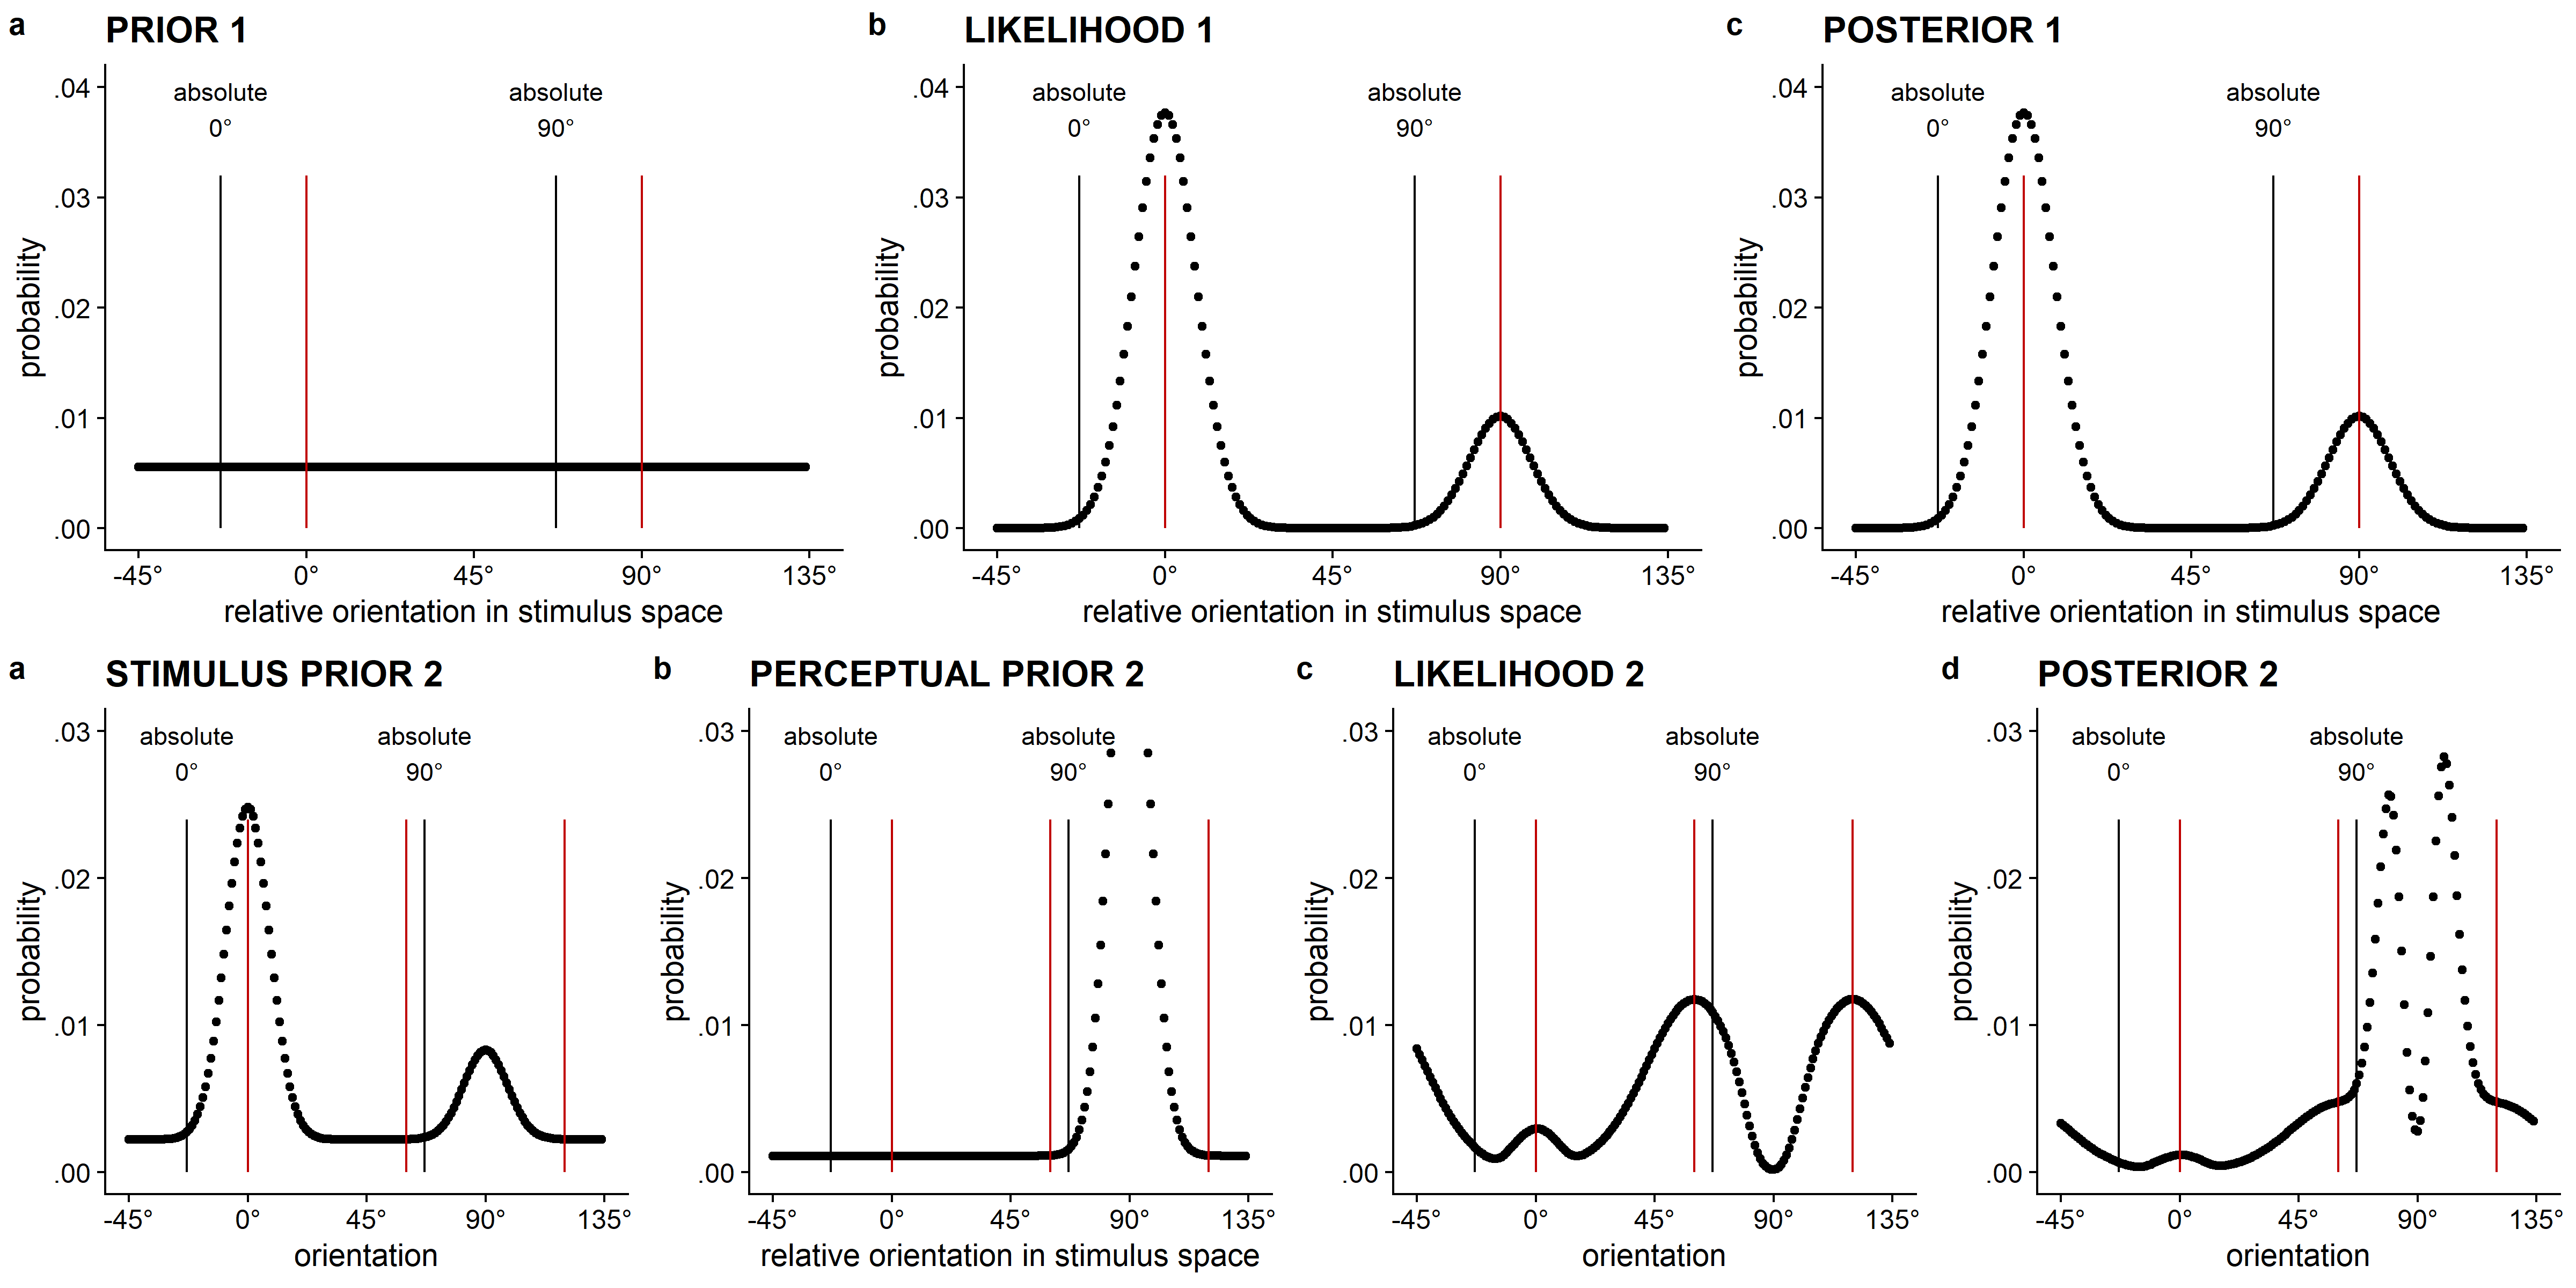 a PRIOR 1
absolute 0°
absolute 90°
.04
.03
.02
.01
.00
probability
-45° 0° 45° 90° 135°
relative orientation in stimulus space
b LIKELIHOOD 1
absolute 0°
absolute 90°
.04
.03
.02
.01
.00
probability
-45° 0° 45° 90° 135°
relative orientation in stimulus space
c POSTERIOR 1
absolute 0°
absolute 90°
.04
.03
.02
.01
.00
probability
-45° 0° 45° 90° 135°
relative orientation in stimulus space
a STIMULUS PRIOR 2
absolute 0°
absolute 90°
.03
.02
.01
.00
probability
-45° 0° 45° 90° 135°
orientation
b PERCEPTUAL PRIOR 2
absolute 0°
absolute 90°
.03
.02
.01
.00
probability
-45° 0° 45° 90° 135°
relative orientation in stimulus space
c LIKELIHOOD 2
absolute 0°
absolute 90°
.03
.02
.01
.00
probability
-45° 0° 45° 90° 135°
orientation
d POSTERIOR 2
absolute 0°
absolute 90°
.03
.02
.01
.00
probability
-45° 0° 45° 90° 135°
orientation